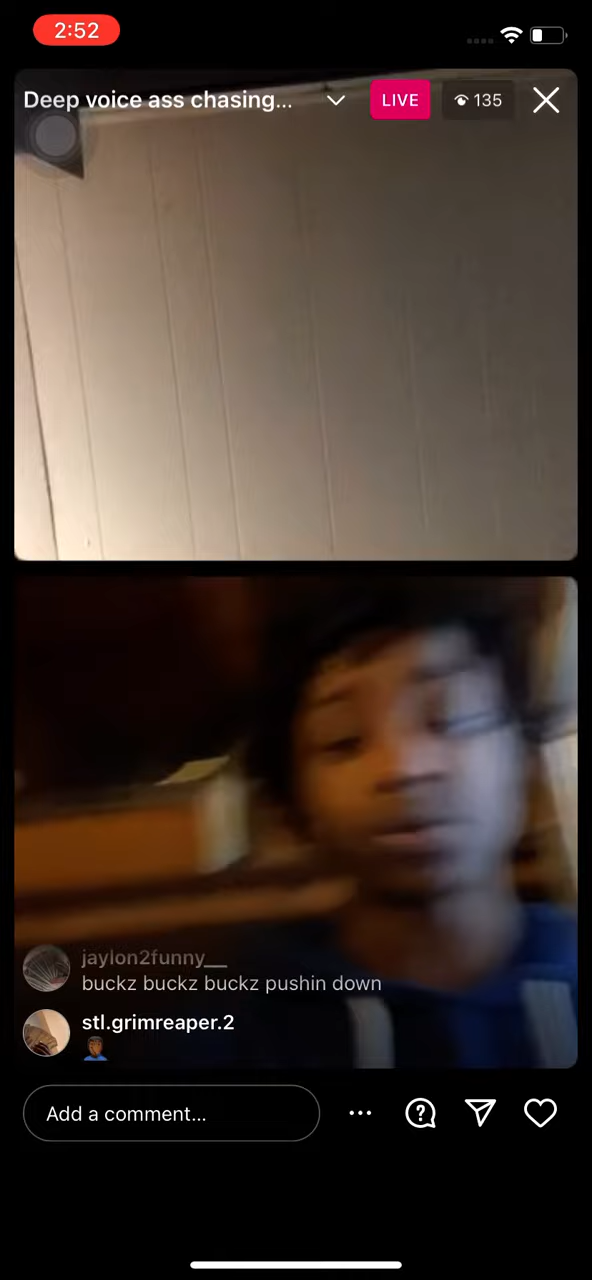 2:52
Deep voice ass chasing...
LIVE
135
jaylon2funny__
buckz buckz buckz pushin down
stl.grimreaper.2
Add a comment...